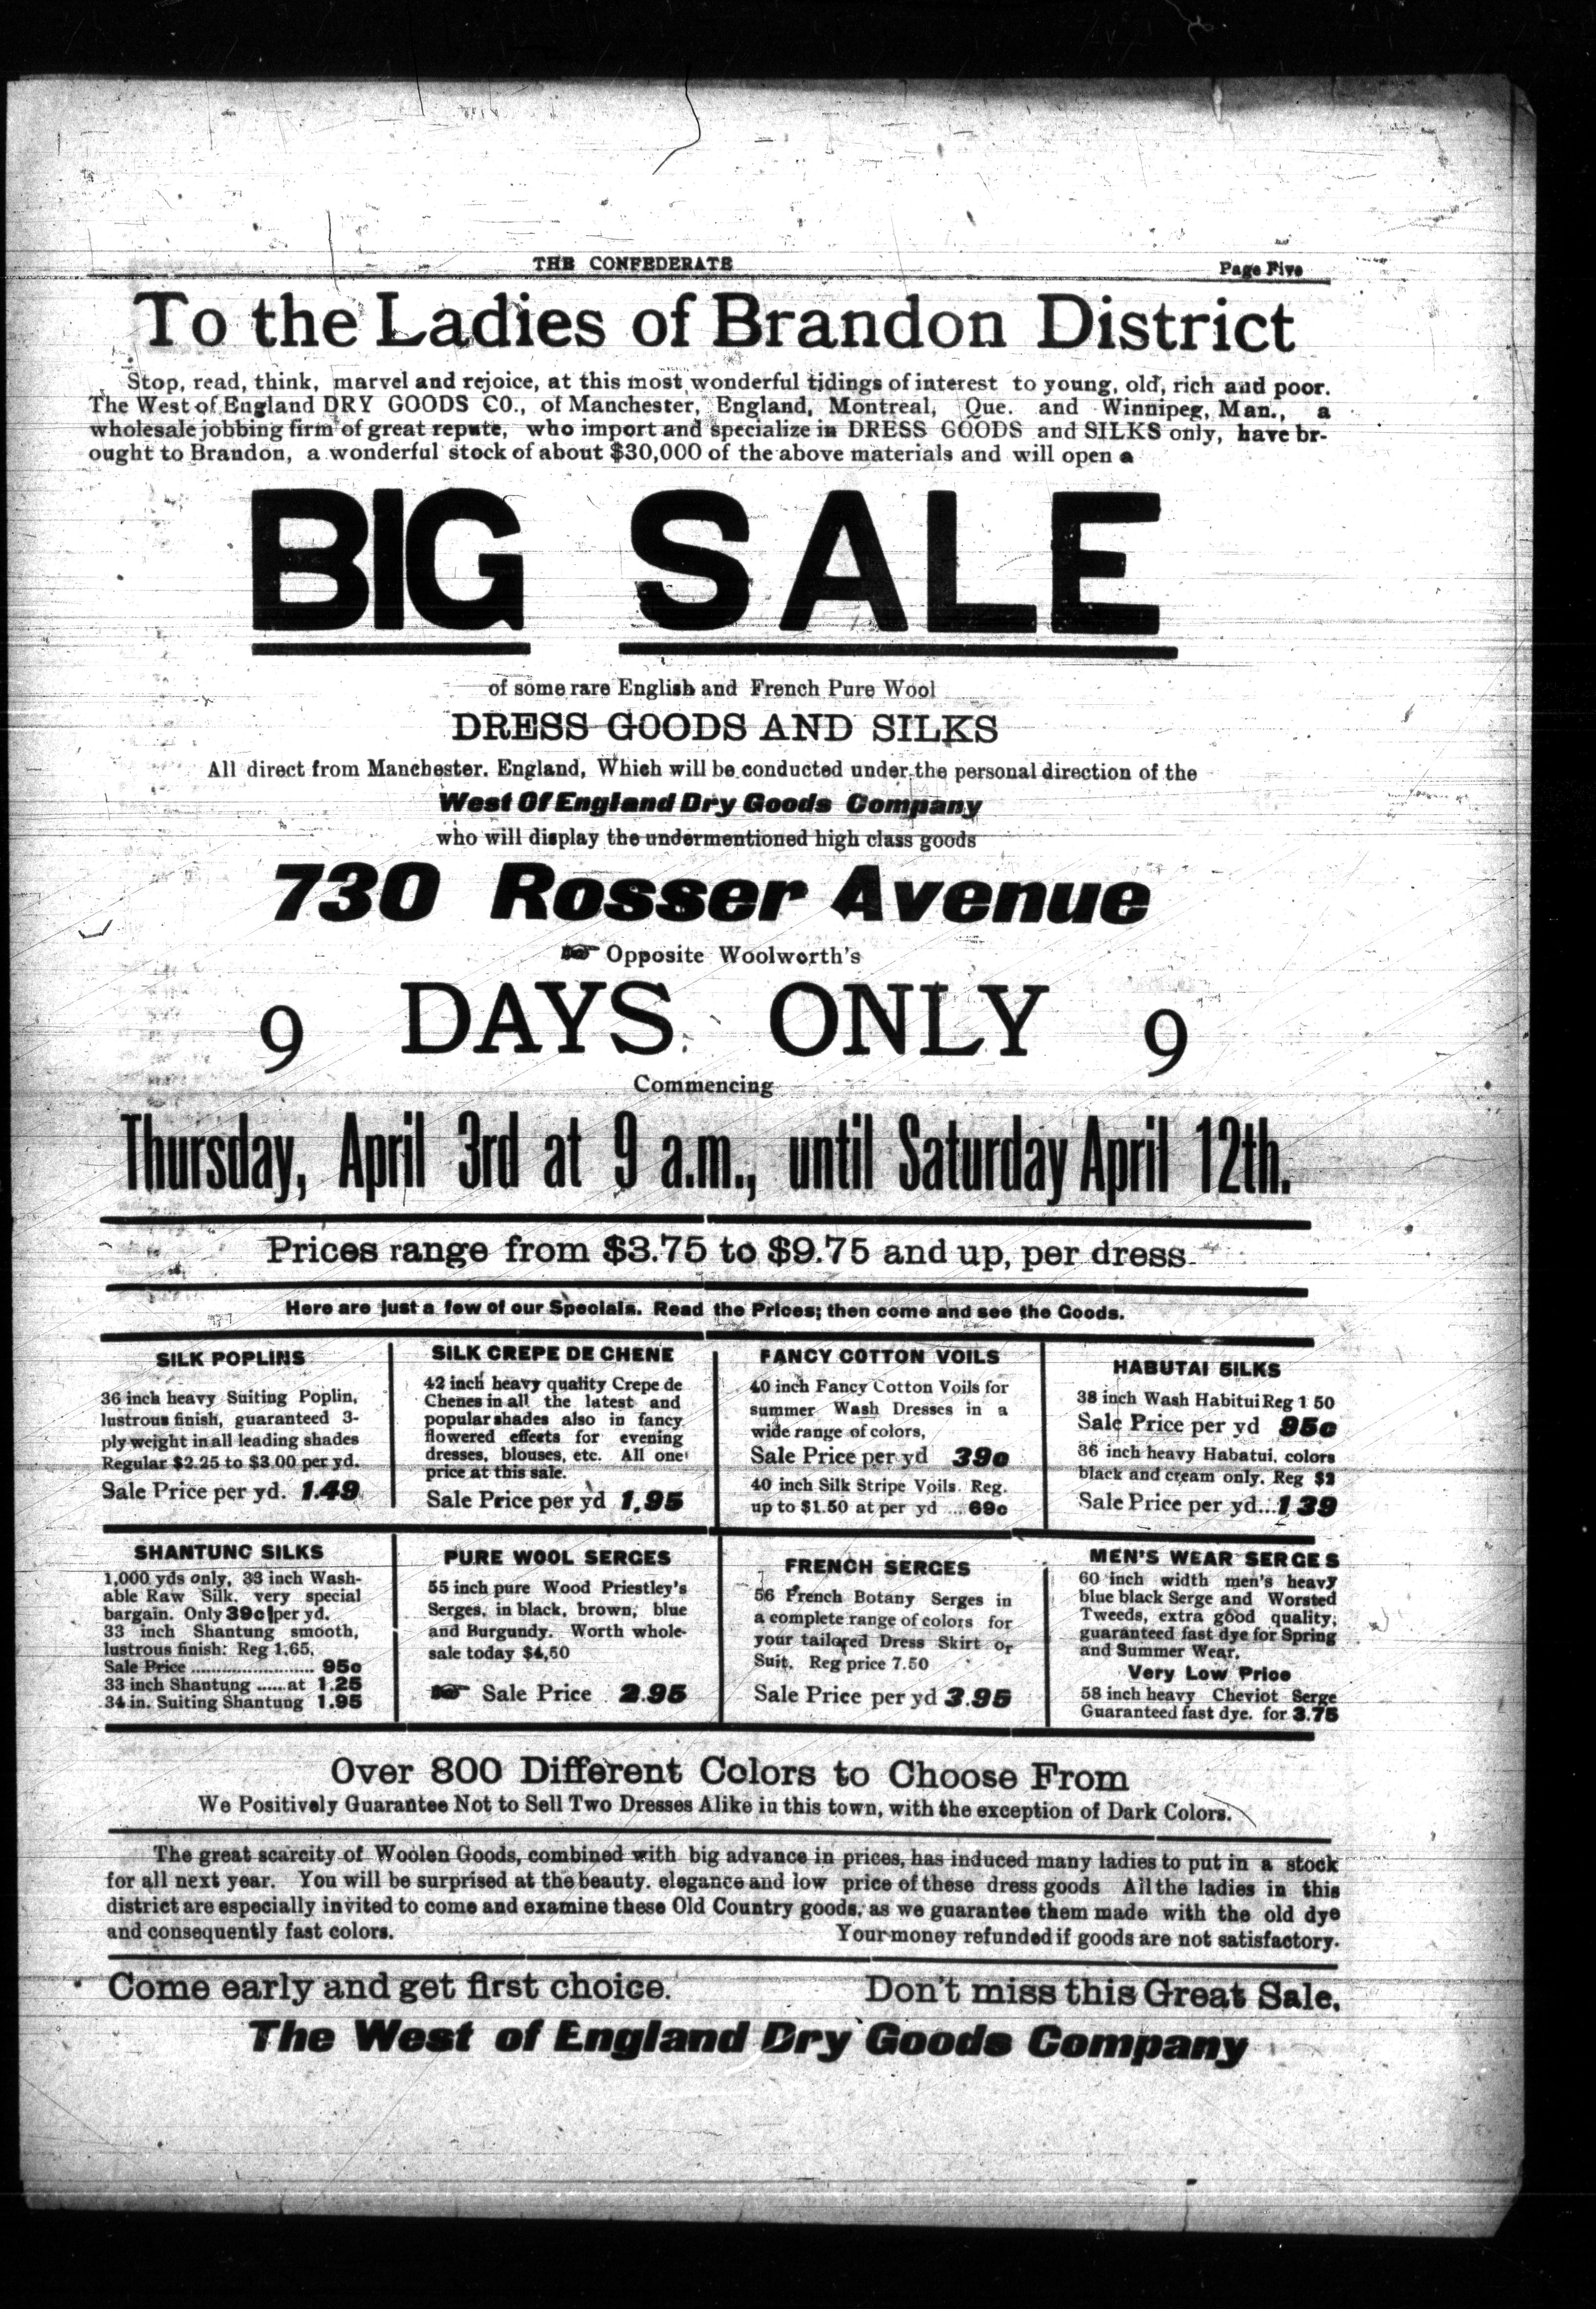 THE CONFEDERATE
Page Five
To the Ladies of Brandon District
Stop, read, think, marvel and rejoice, at this most wonderful tidings of interest to young, old, rich and poor.
The West of England DRY GOODS CO., of Manchester, England, Montreal, Que. and Winnipeg, Man., a
wholesale jobbing firm of great repute, who import and specialize in DRESS GOODS and SILKS only, have br-
ought to Brandon, a wonderful stock of about $30,000 of the above materials and will open a
BIG SALE
of some rare English and French Pure Wool
DRESS GOODS AND SILKS
All direct from Manchester. England, Which will be conducted under the personal direction of the
West Of England Dry Goods Company
who will display the undermentioned high class goods
730 Rosser Avenue
☛ Opposite Woolworth's
9 DAYS ONLY 9
Commencing
Thursday, April 3rd at 9 a.m., until Saturday April 12th.
Prices range from $3.75 to $9.75 and up, per dress
Here are just a few of our Specials. Read the Prices; then come and see the Goods.
SILK POPLINS
36 inch heavy Suiting Poplin,
lustrous finish, guaranteed 3-
ply weight in all leading shades
Regular $2.25 to $3.00 per yd.
Sale Price per yd. 1.49
SILK CREPE DE CHENE
42 inch heavy quality Crepe de
Chenes in all the latest and
popular shades also in fancy
flowered effects for evening
dresses, blouses, etc. All one
price at this sale.
Sale Price per yd 1.95
FANCY COTTON VOILS
40 inch Fancy Cotton Voils for
summer Wash Dresses in a
wide range of colors,
Sale Price per yd 39c
40 inch Silk Stripe Voils. Reg.
up to $1.50 at per yd .... 69c
HABUTAI SILKS
38 inch Wash Habitui Reg 1 50
Sale Price per yd 95c
36 inch heavy Habatui, colors
black and cream only. Reg $2
Sale Price per yd...1 39
SHANTUNG SILKS
1,000 yds only, 33 inch Wash-
able Raw Silk, very special
bargain. Only 39c per yd.
33 inch Shantung smooth,
lustrous finish: Reg 1.65,
Sale Price ........................ 95c
33 inch Shantung ...... at 1.25
34 in. Suiting Shantung 1.95
PURE WOOL SERGES
55 inch pure Wood Priestley's
Serges, in black, brown, blue
and Burgundy. Worth whole-
sale today $4,50
☛ Sale Price 2.95
FRENCH SERGES
56 French Botany Serges in
a complete range of colors for
your tailored Dress Skirt or
Suit. Reg price 7.50
Sale Price per yd 3.95
MEN'S WEAR SERGES
60 inch width men's heavy
blue black Serge and Worsted
Tweeds, extra good quality;
guaranteed fast dye for Spring
and Summer Wear.
Very Low Price
58 inch heavy Cheviot Serge
Guaranteed fast dye. for 3.75
Over 800 Different Colors to Choose From
We Positively Guarantee Not to Sell Two Dresses Alike in this town, with the exception of Dark Colors.
The great scarcity of Woolen Goods, combined with big advance in prices, has induced many ladies to put in a stock
for all next year. You will be surprised at the beauty. elegance and low price of these dress goods All the ladies in this
district are especially invited to come and examine these Old Country goods, as we guarantee them made with the old dye
and consequently fast colors. Your money refunded if goods are not satisfactory.
Come early and get first choice. Don't miss this Great Sale.
The West of England Dry Goods Company